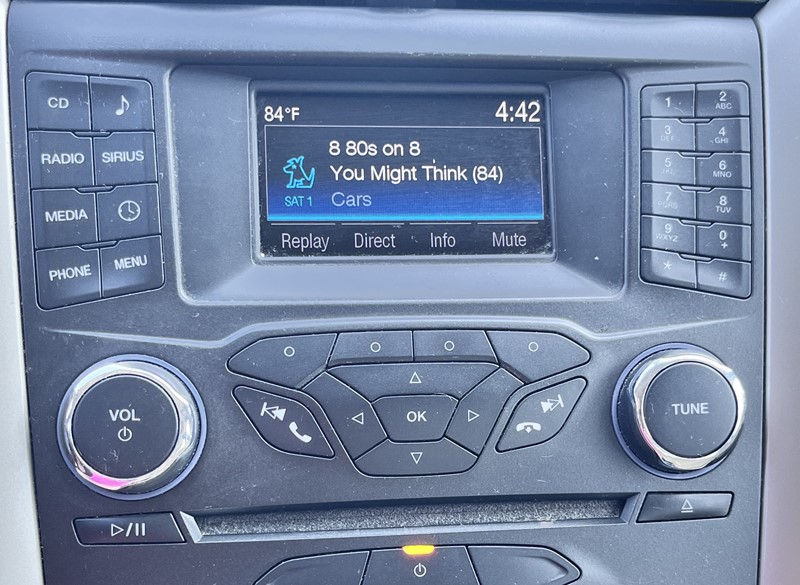 84°F 4:42
8 80s on 8
You Might Think (84)
SAT 1 Cars
Replay Direct Info Mute
CD
RADIO SIRIUS
MEDIA
PHONE MENU
1 2 ABC
3 DEF 4 GHI
5 JKL 6 MNO
7 PQRS 8 TUV
9 WXYZ 0 +
* #
VOL
OK
TUNE